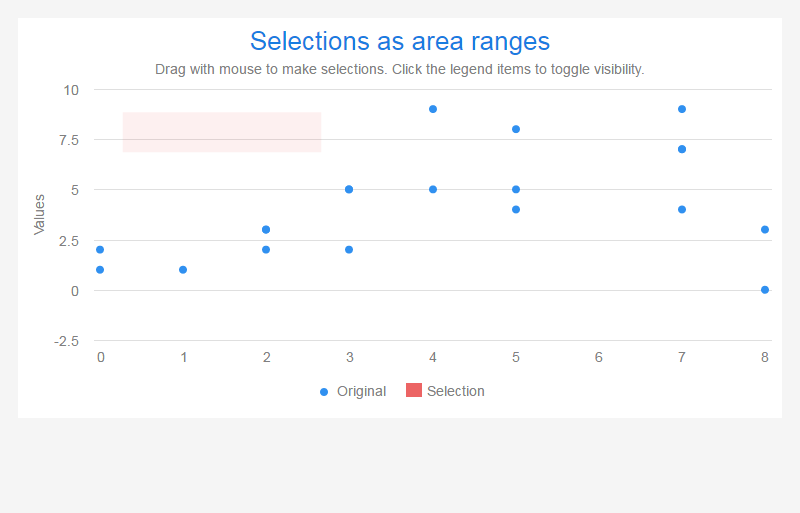 Selections as area ranges
Drag with mouse to make selections. Click the legend items to toggle visibility.
10
7.5
5
2.5
0
-2.5
Values
0 1 2 3 4 5 6 7 8
Original Selection